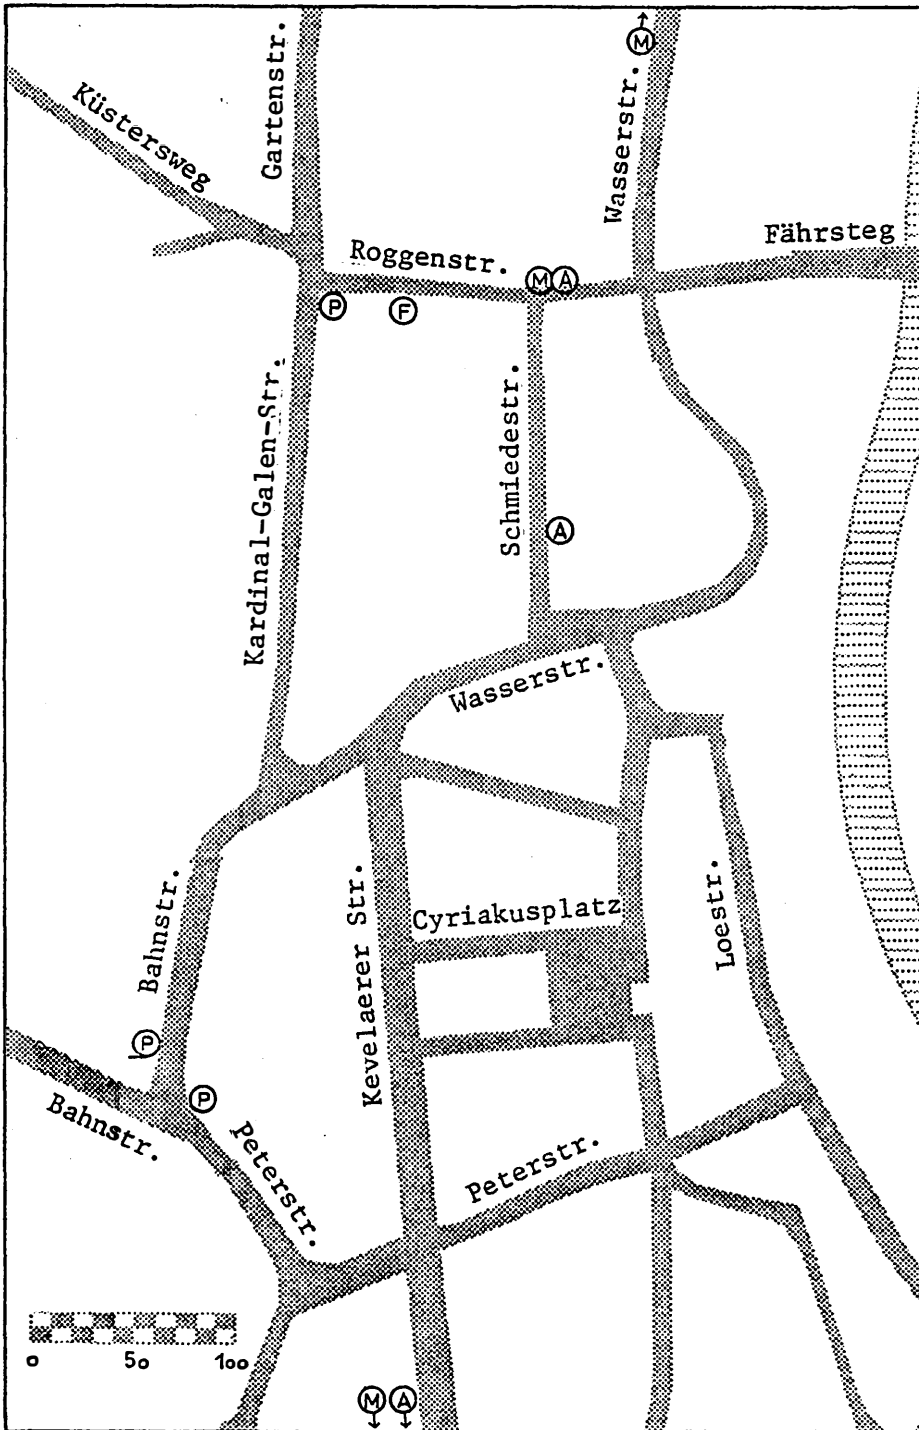 Gartenstr.
M
Wasserstr.
Küstersweg
Fährsteg
Roggenstr.
M A
P
F
Kardinal-Galen-Str.
Schmiedestr.
A
Wasserstr.
Bahnstr.
Kevelaerer Str.
Cyriakusplatz
Loestr.
P
P
Bahnstr.
Peterstr.
Peterstr.
0 50 100
M A